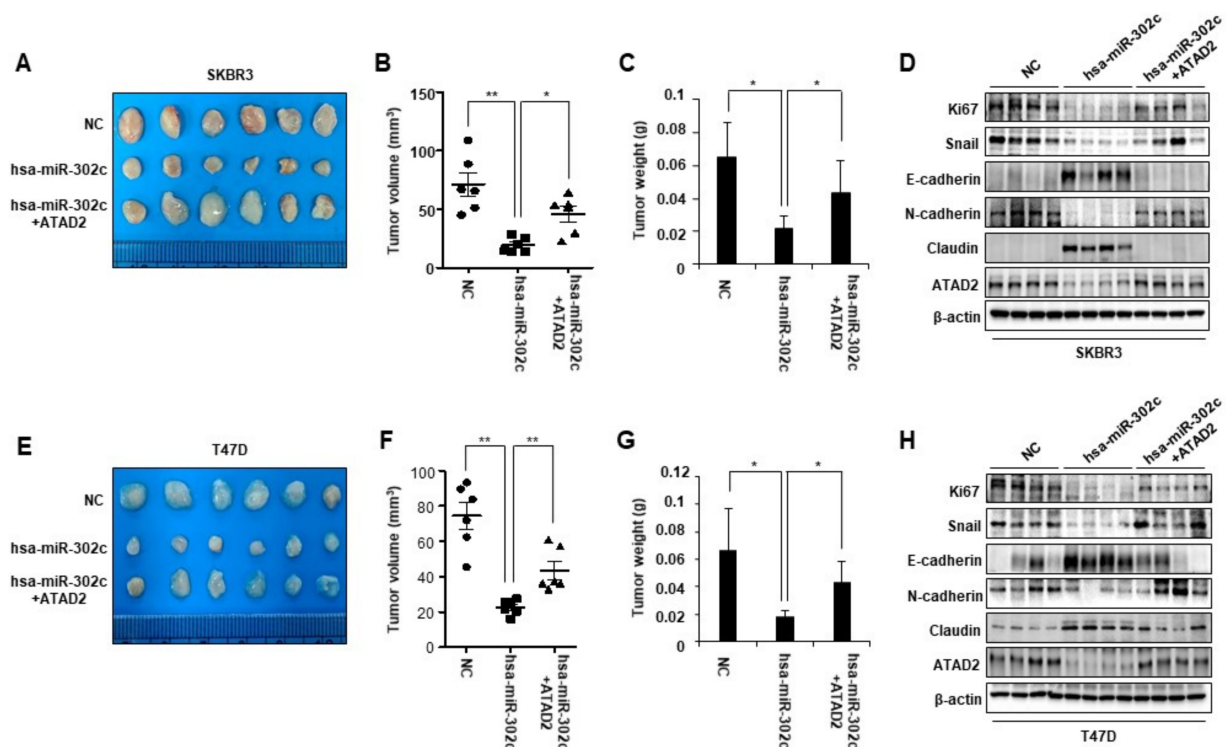 A
SKBR3
NC
hsa-miR-302c
hsa-miR-302c
+ATAD2
B
Tumor volume (mm³)
150
100
50
0
**
*
NC
hsa-miR-302c
hsa-miR-302c
+ATAD2
C
Tumor weight (g)
0.1
0.08
0.06
0.04
0.02
0
*
*
NC
hsa-miR-302c
hsa-miR-302c
+ATAD2
D
NC
hsa-miR-302c
hsa-miR-302c
+ATAD2
Ki67
Snail
E-cadherin
N-cadherin
Claudin
ATAD2
β-actin
SKBR3
E
T47D
NC
hsa-miR-302c
hsa-miR-302c
+ATAD2
F
Tumor volume (mm³)
100
80
60
40
20
0
**
**
NC
hsa-miR-302c
hsa-miR-302c
+ATAD2
G
Tumor weight (g)
0.12
0.1
0.08
0.06
0.04
0.02
0
*
*
NC
hsa-miR-302c
hsa-miR-302c
+ATAD2
H
NC
hsa-miR-302c
hsa-miR-302c
+ATAD2
Ki67
Snail
E-cadherin
N-cadherin
Claudin
ATAD2
β-actin
T47D